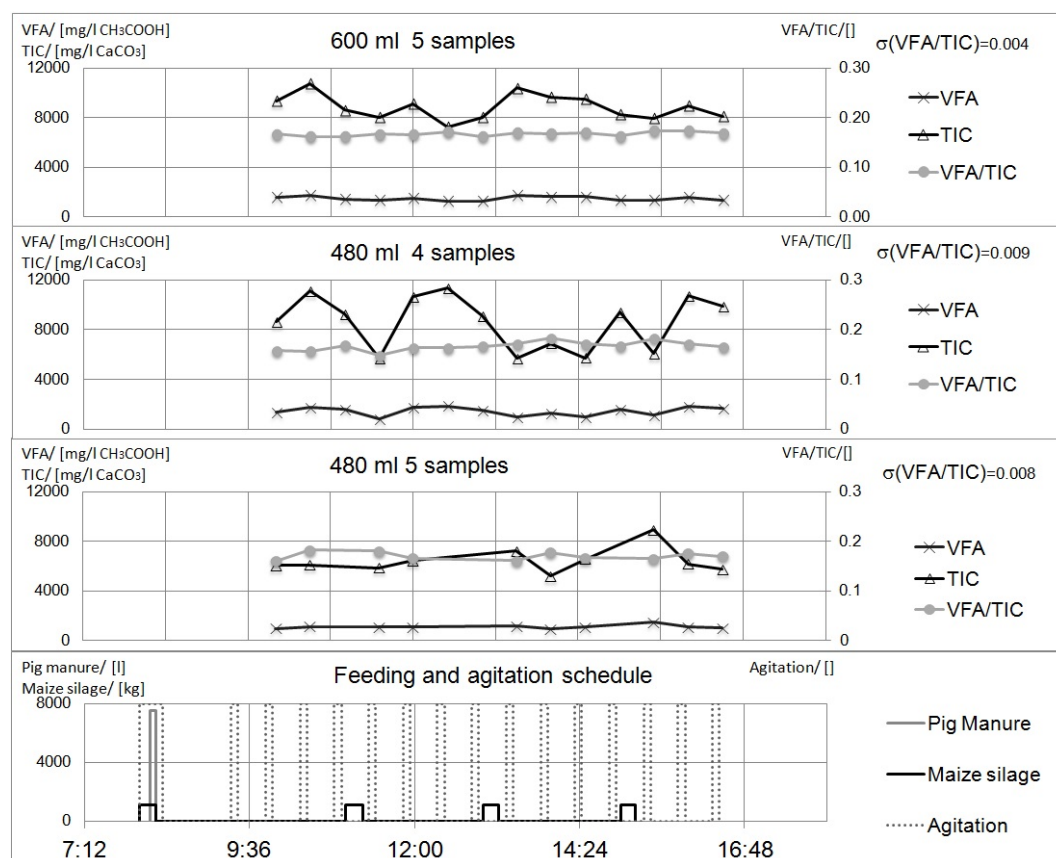 VFA/ [mg/l CH₃COOH]
TIC/ [mg/l CaCO₃]
600 ml 5 samples
VFA/TIC/[]
σ(VFA/TIC)=0.004
12000
8000
4000
0
0.30
0.20
0.10
0.00
VFA
TIC
VFA/TIC
VFA/ [mg/l CH₃COOH]
TIC/ [mg/l CaCO₃]
480 ml 4 samples
VFA/TIC/[]
σ(VFA/TIC)=0.009
12000
8000
4000
0
0.3
0.2
0.1
0
VFA
TIC
VFA/TIC
VFA/ [mg/l CH₃COOH]
TIC/ [mg/l CaCO₃]
480 ml 5 samples
VFA/TIC/[]
σ(VFA/TIC)=0.008
12000
8000
4000
0
0.3
0.2
0.1
0
VFA
TIC
VFA/TIC
Pig manure/ [l]
Maize silage/ [kg]
Feeding and agitation schedule
Agitation/ []
8000
4000
0
7:12 9:36 12:00 14:24 16:48
Pig Manure
Maize silage
Agitation